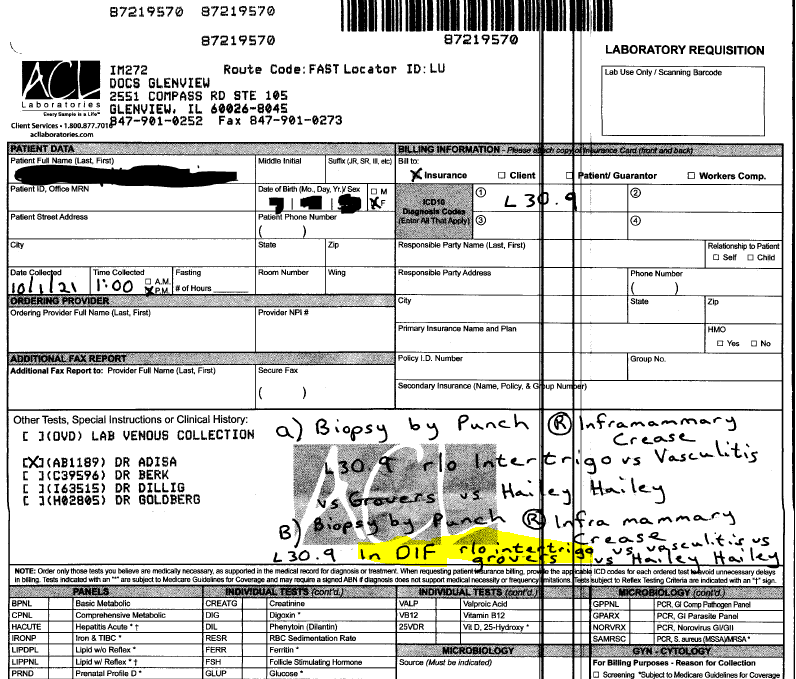 87219570 87219570
87219570 87219570
LABORATORY REQUISITION
Lab Use Only / Scanning Barcode
ACL
Laboratories
Every Sample is a Life
Client Services • 1.800.877.7016
acllaboratories.com
IM272 Route Code:FAST Locator ID:LU
DOCS GLENVIEW
2551 COMPASS RD STE 105
GLENVIEW, IL 60026-8045
847-901-0252 Fax 847-901-0273
PATIENT DATA
Patient Full Name (Last, First) Middle Initial Suffix (JR, SR, III, etc)
Patient ID, Office MRN Date of Birth (Mo., Day, Yr.)/ Sex □ M
X F
Patient Street Address Patient Phone Number
( )
City State Zip
Date Collected Time Collected □ A.M. Fasting Room Number Wing
10/1/21 1:00 X P.M. # of Hours
ORDERING PROVIDER
Ordering Provider Full Name (Last, First) Provider NPI #
ADDITIONAL FAX REPORT
Additional Fax Report to: Provider Full Name (Last, First) Secure Fax
( )
BILLING INFORMATION - Please attach copy of Insurance Card (front and back)
Bill to:
X Insurance □ Client □ Patient/ Guarantor □ Workers Comp.
ICD10
Diagnosis Codes
(Enter All That Apply)
① L30.9 ②
③ ④
Responsible Party Name (Last, First) Relationship to Patient
□ Self □ Child
Responsible Party Address Phone Number
( )
City State Zip
Primary Insurance Name and Plan HMO
□ Yes □ No
Policy I.D. Number Group No.
Secondary Insurance (Name, Policy, & Group Number)
Other Tests, Special Instructions or Clinical History:
[ ](OVD) LAB VENOUS COLLECTION
[X](AB1189) DR ADISA
[ ](C39596) DR BERK
[ ](I63515) DR DILLIG
[ ](H02805) DR GOLDBERG
a) Biopsy by Punch Ⓡ Inframammary
Crease
L30.9 r/o Intertrigo vs Vasculitis
vs Grovers vs Hailey Hailey
B) Biopsy by Punch Ⓡ Infra mammary
Crease
L30.9 in DIF r/o intertrigo vs vasculitis vs
grovers vs Hailey Hailey
NOTE: Order only those tests you believe are medically necessary, as supported in the medical record for diagnosis or treatment. When requesting patient insurance billing, provide the applicable ICD codes for each ordered test to avoid unnecessary delays
in billing. Tests indicated with an "*" are subject to Medicare Guidelines for Coverage and may require a signed ABN if diagnosis does not support medical necessity or frequency limitations. Tests subject to Reflex Testing Criteria are indicated with an "†" sign.
PANELS
BPNL Basic Metabolic
CPNL Comprehensive Metabolic
HACUTE Hepatitis Acute * †
IRONP Iron & TIBC *
LIPDPL Lipid w/o Reflex *
LIPPNL Lipid w/ Reflex * †
PRND Prenatal Profile D *
INDIVIDUAL TESTS (cont'd.)
CREATG Creatinine
DIG Digoxin *
DIL Phenytoin (Dilantin)
RESR RBC Sedimentation Rate
FERR Ferritin *
FSH Follicle Stimulating Hormone
GLUP Glucose *
INDIVIDUAL TESTS (cont'd.)
VALP Valproic Acid
VB12 Vitamin B12
25VDR Vit D, 25-Hydroxy *
MICROBIOLOGY
Source (Must be indicated)
MICROBIOLOGY (cont'd.)
GPPNL PCR, GI Comp Pathogen Panel
GPARX PCR, GI Parasite Panel
NORVRX PCR, Norovirus GI/GII
SAMRSC PCR, S. aureus (MSSA)/MRSA *
GYN - CYTOLOGY
For Billing Purposes - Reason for Collection
□ Screening *Subject to Medicare Guidelines for Coverage